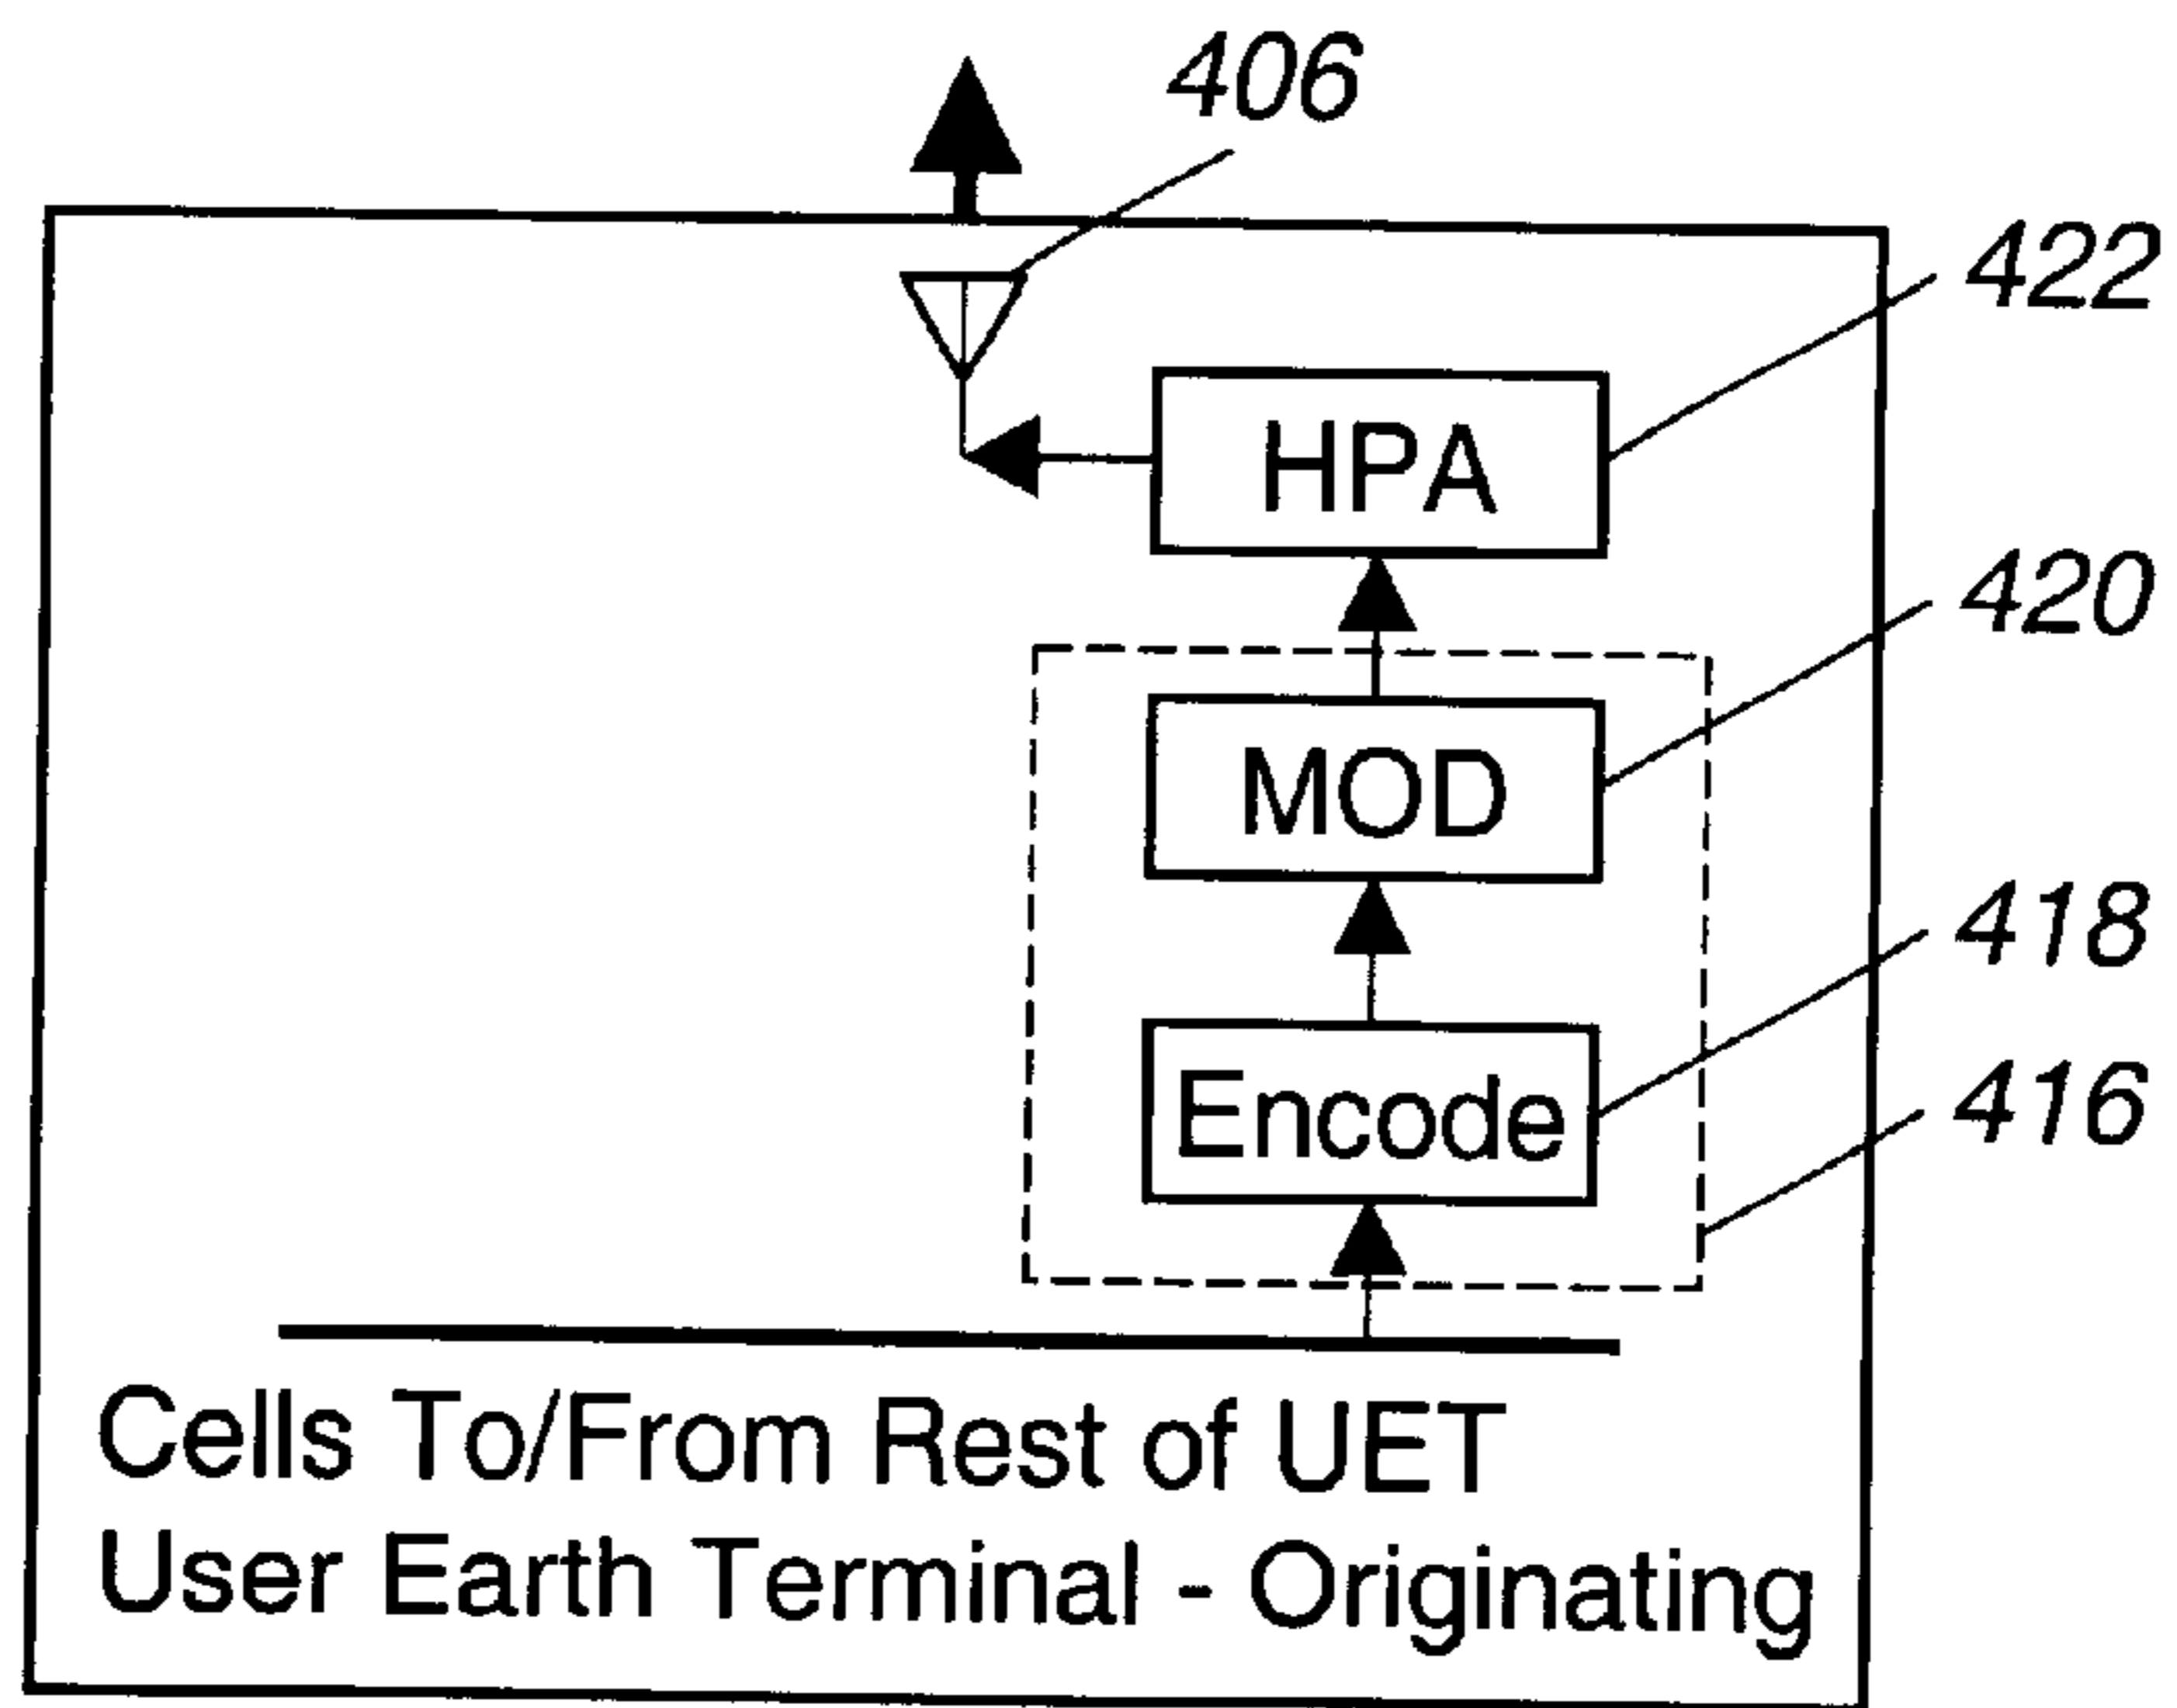 406
422
HPA
420
MOD
418
Encode
416
Cells To/From Rest of UET
User Earth Terminal - Originating